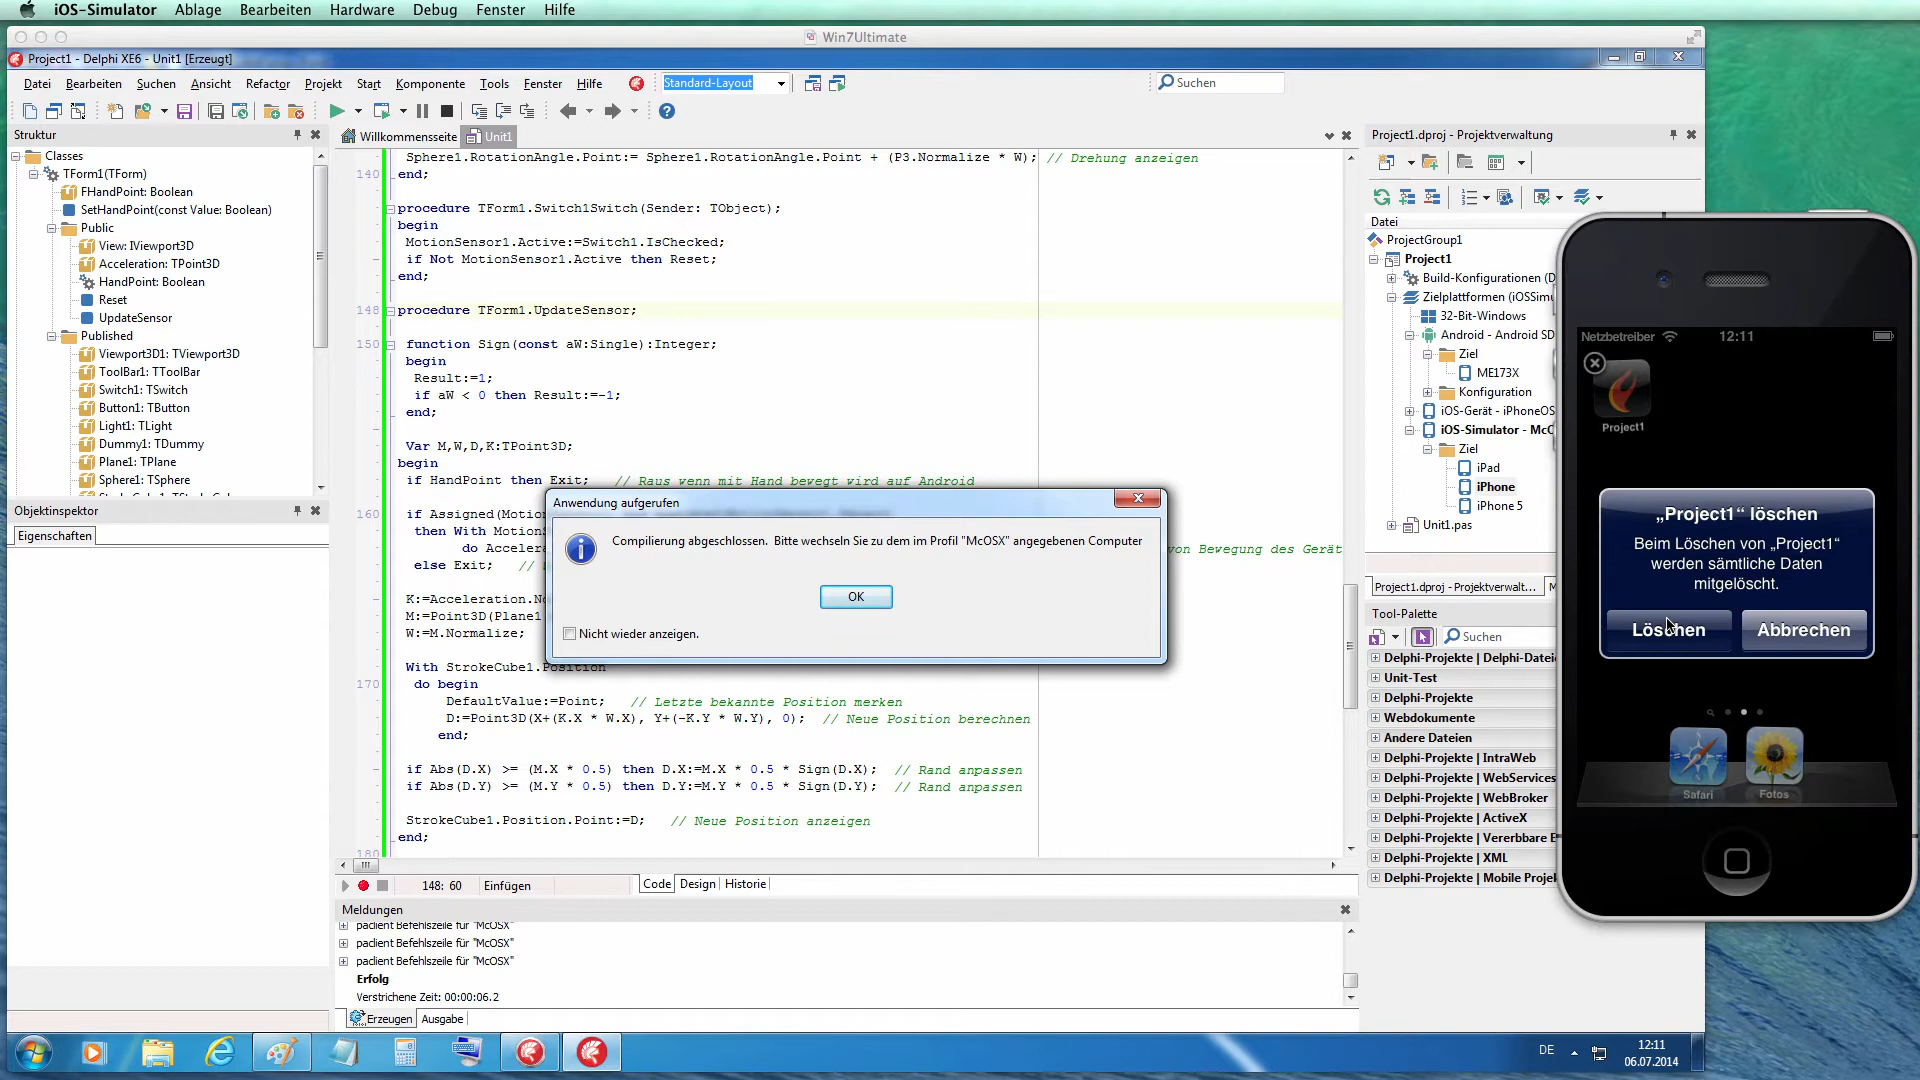 iOS-Simulator Ablage Bearbeiten Hardware Debug Fenster Hilfe
Win7Ultimate
Project1 - Delphi XE6 - Unit1 [Erzeugt]
Datei Bearbeiten Suchen Ansicht Refactor Projekt Start Komponente Tools Fenster Hilfe Standard-Layout Suchen
Struktur
Classes
TForm1(TForm)
FHandPoint: Boolean
SetHandPoint(const Value: Boolean)
Public
View: IViewport3D
Acceleration: TPoint3D
HandPoint: Boolean
Reset
UpdateSensor
Published
Viewport3D1: TViewport3D
ToolBar1: TToolBar
Switch1: TSwitch
Button1: TButton
Light1: TLight
Dummy1: TDummy
Plane1: TPlane
Sphere1: TSphere
Objektinspektor
Eigenschaften
Willkommensseite Unit1
Sphere1.RotationAngle.Point:= Sphere1.RotationAngle.Point + (P3.Normalize * W); // Drehung anzeigen
140 end;
procedure TForm1.Switch1Switch(Sender: TObject);
begin
MotionSensor1.Active:=Switch1.IsChecked;
if Not MotionSensor1.Active then Reset;
end;
148 procedure TForm1.UpdateSensor;
150 function Sign(const aW:Single):Integer;
begin
Result:=1;
if aW < 0 then Result:=-1;
end;
Var M,W,D,K:TPoint3D;
begin
if HandPoint then Exit; // Raus wenn mit Hand bewegt wird auf Android
160 if Assigned(Motion
then With MotionS
do Accelera von Bewegung des Gerät
else Exit; //
K:=Acceleration.No
M:=Point3D(Plane1.
W:=M.Normalize;
With StrokeCube1.Position
170 do begin
DefaultValue:=Point; // Letzte bekannte Position merken
D:=Point3D(X+(K.X * W.X), Y+(-K.Y * W.Y), 0); // Neue Position berechnen
end;
if Abs(D.X) >= (M.X * 0.5) then D.X:=M.X * 0.5 * Sign(D.X); // Rand anpassen
if Abs(D.Y) >= (M.Y * 0.5) then D.Y:=M.Y * 0.5 * Sign(D.Y); // Rand anpassen
StrokeCube1.Position.Point:=D; // Neue Position anzeigen
end;
180
148: 60 Einfügen Code Design Historie
Anwendung aufgerufen
Compilierung abgeschlossen. Bitte wechseln Sie zu dem im Profil "McOSX" angegebenen Computer
OK
Nicht wieder anzeigen.
Meldungen
paclient Befehlszeile für "McOSX"
paclient Befehlszeile für "McOSX"
paclient Befehlszeile für "McOSX"
Erfolg
Verstrichene Zeit: 00:00:06.2
Erzeugen Ausgabe
Project1.dproj - Projektverwaltung
Datei
ProjectGroup1
Project1
Build-Konfigurationen (D
Zielplattformen (iOSSimu
32-Bit-Windows
Android - Android SD
Ziel
ME173X
Konfiguration
iOS-Gerät - iPhoneOS
iOS-Simulator - McO
Ziel
iPad
iPhone
iPhone 5
Unit1.pas
Project1.dproj - Projektverwalt...
Tool-Palette
Suchen
Delphi-Projekte | Delphi-Dateie
Unit-Test
Delphi-Projekte
Webdokumente
Andere Dateien
Delphi-Projekte | IntraWeb
Delphi-Projekte | WebServices
Delphi-Projekte | WebBroker
Delphi-Projekte | ActiveX
Delphi-Projekte | Vererbbare E
Delphi-Projekte | XML
Delphi-Projekte | Mobile Projek
Netzbetreiber 12:11
Project1
„Project1“ löschen
Beim Löschen von „Project1“
werden sämtliche Daten
mitgelöscht.
Löschen Abbrechen
Safari Fotos
DE 12:11
06.07.2014